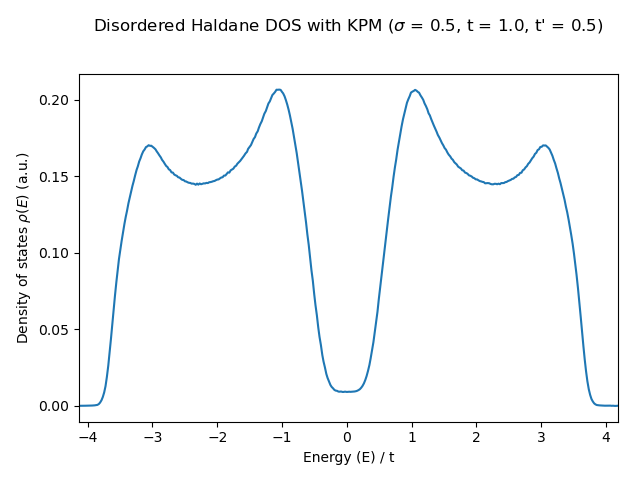 Disordered Haldane DOS with KPM (σ = 0.5, t = 1.0, t' = 0.5)
0.20
0.15
0.10
0.05
0.00
Density of states ρ(E) (a.u.)
−4 −3 −2 −1 0 1 2 3 4
Energy (E) / t